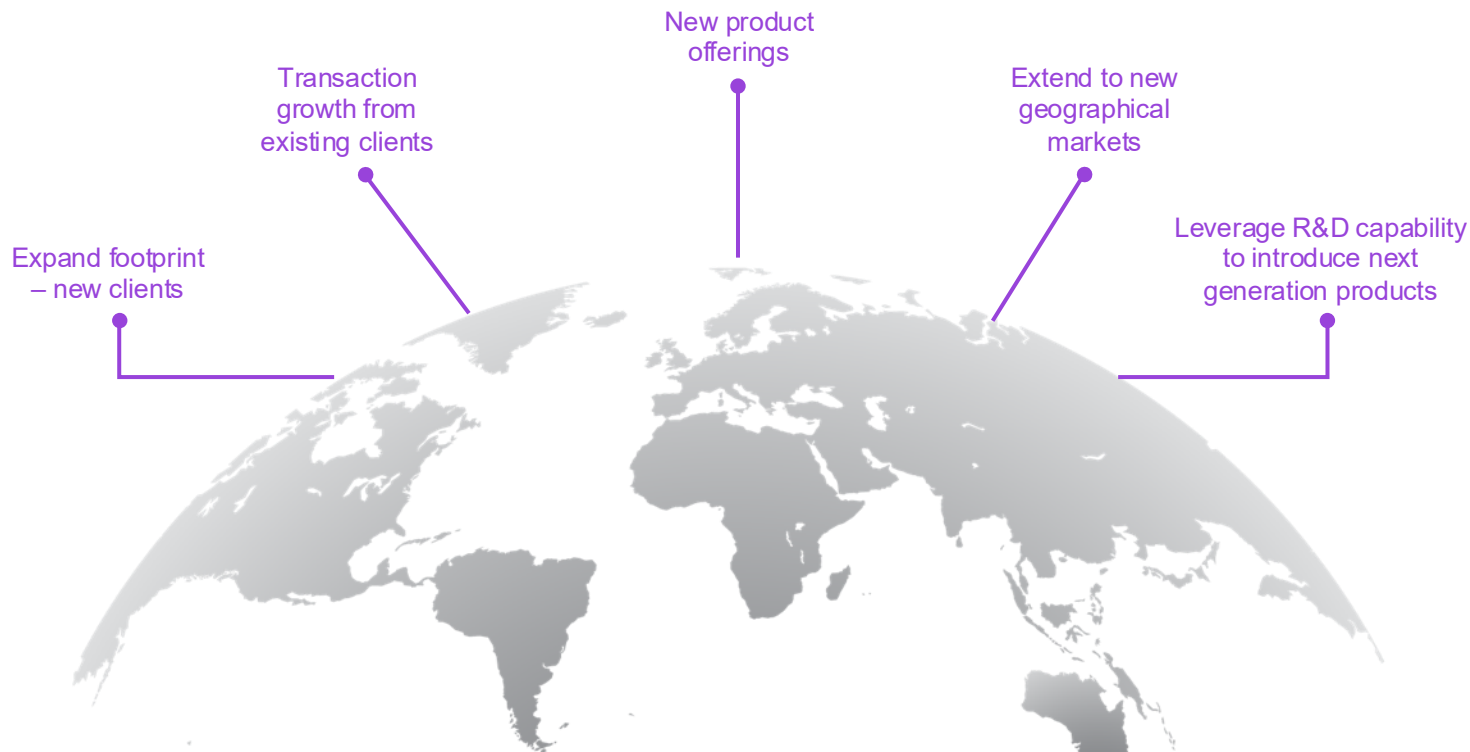 New product
offerings
Transaction
growth from
existing clients
Extend to new
geographical
markets
Expand footprint
– new clients
Leverage R&D capability
to introduce next
generation products